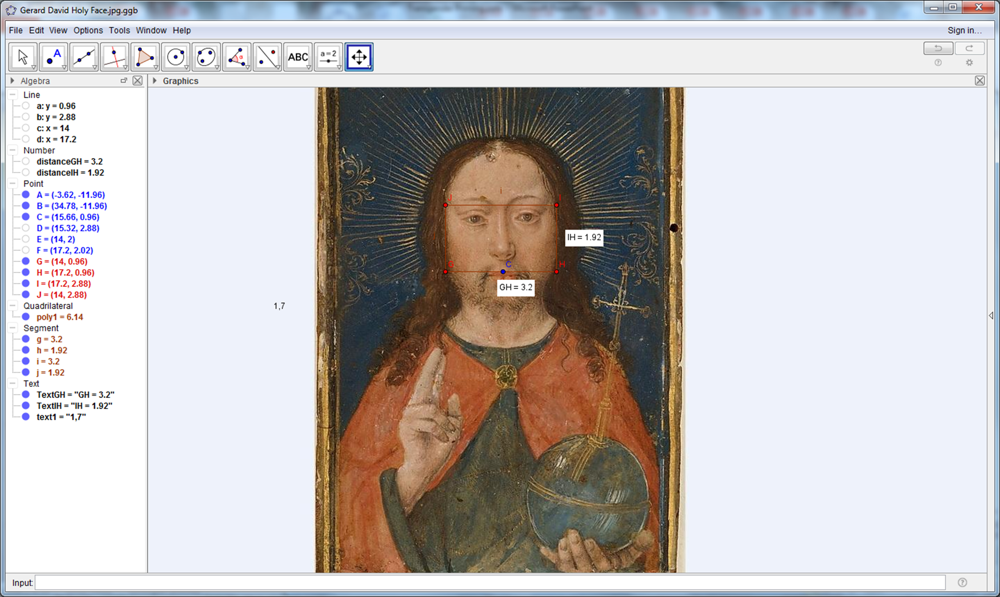 Gerard David Holy Face.jpg.ggb
File Edit View Options Tools Window Help
Sign in...
A
α
ABC
a=2
Algebra
Graphics
Line
a: y = 0.96
b: y = 2.88
c: x = 14
d: x = 17.2
Number
distanceGH = 3.2
distanceIH = 1.92
Point
A = (-3.62, -11.96)
B = (34.78, -11.96)
C = (15.66, 0.96)
D = (15.32, 2.88)
E = (14, 2)
F = (17.2, 2.02)
G = (14, 0.96)
H = (17.2, 0.96)
I = (17.2, 2.88)
J = (14, 2.88)
Quadrilateral
poly1 = 6.14
Segment
g = 3.2
h = 1.92
i = 3.2
j = 1.92
Text
TextGH = "GH = 3.2"
TextIH = "IH = 1.92"
text1 = "1,7"
i
J
I
IH = 1.92
G
C
H
GH = 3.2
1,7
Input: